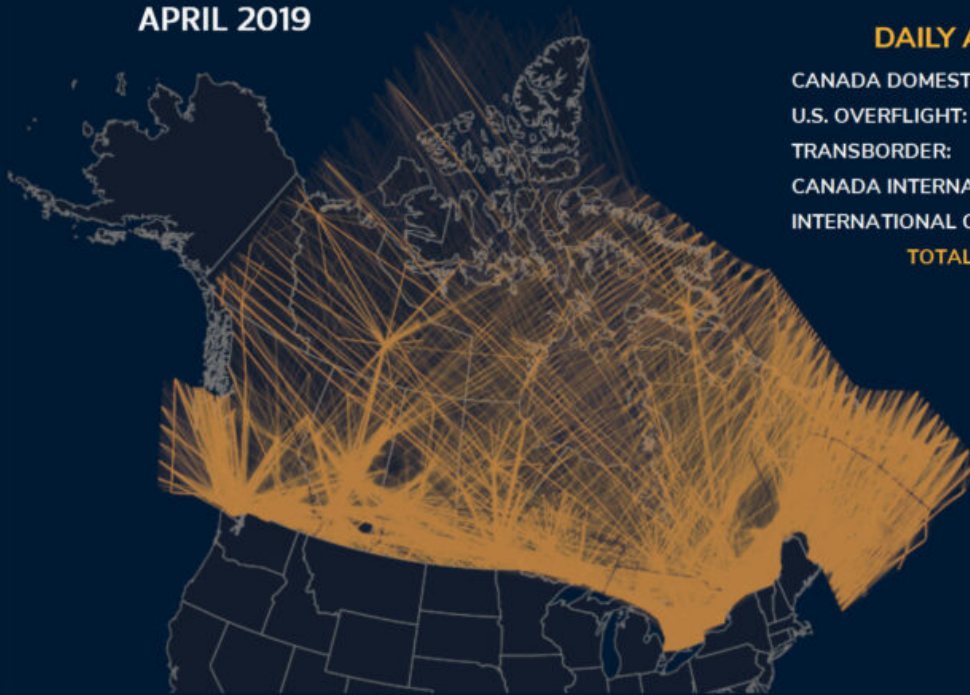 APRIL 2019
DAILY A
CANADA DOMEST
U.S. OVERFLIGHT:
TRANSBORDER:
CANADA INTERNA
INTERNATIONAL O
TOTAL